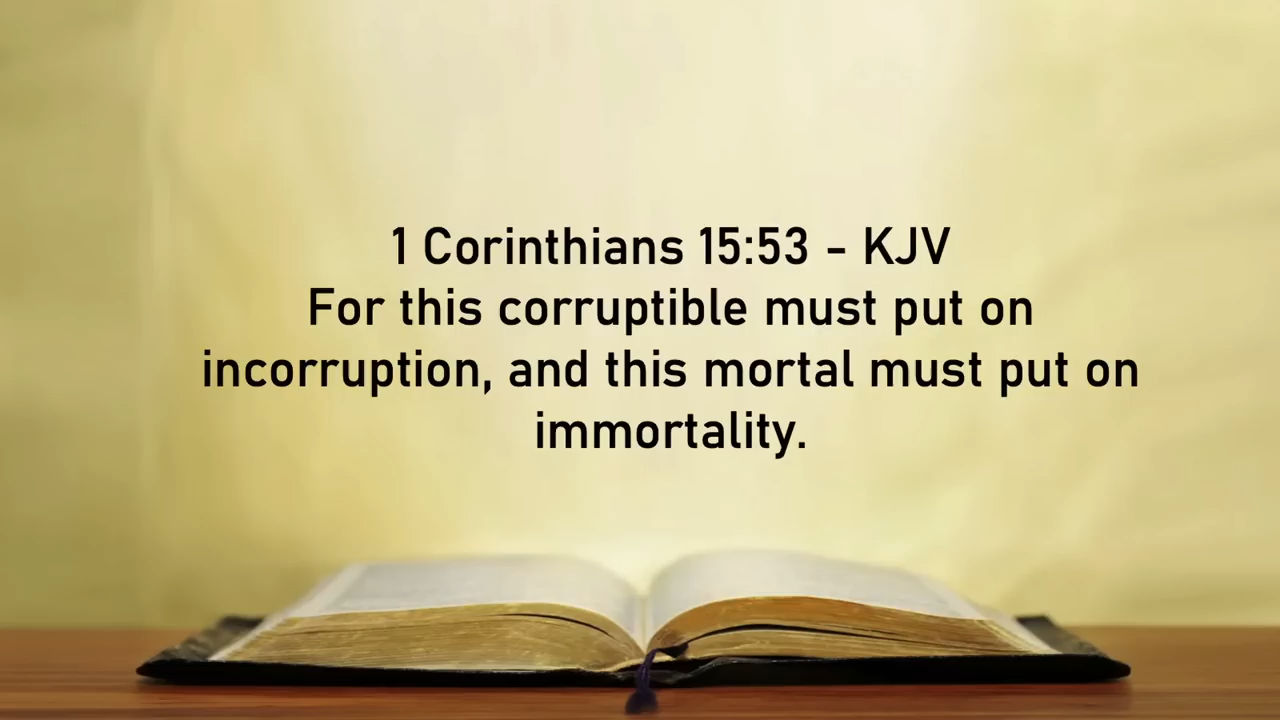 1 Corinthians 15:53 - KJV
For this corruptible must put on
incorruption, and this mortal must put on
immortality.